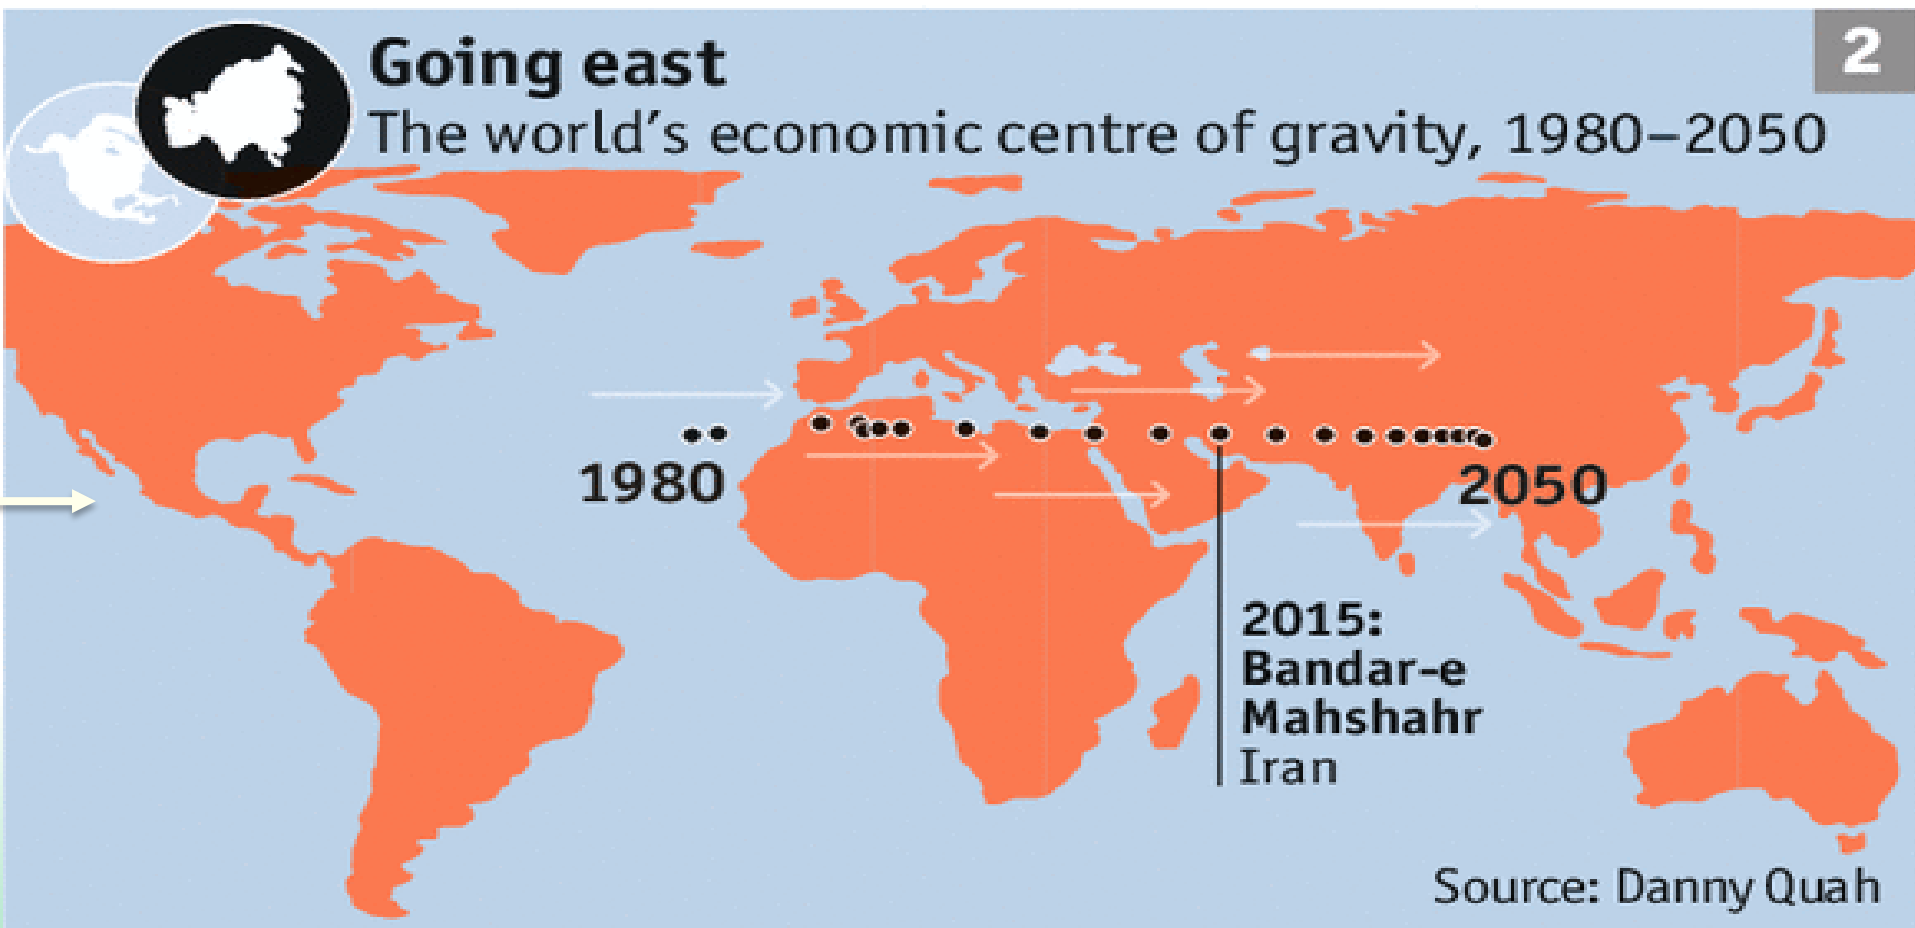 Going east
2
The world's economic centre of gravity, 1980–2050
1980
2050
2015:
Bandar-e
Mahshahr
Iran
Source: Danny Quah